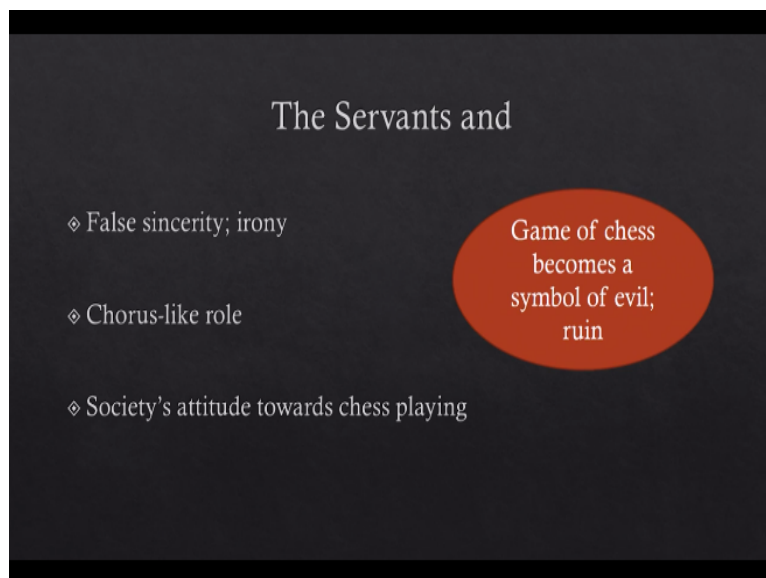 The Servants and
False sincerity; irony
Chorus-like role
Society's attitude towards chess playing
Game of chess
becomes a
symbol of evil;
ruin